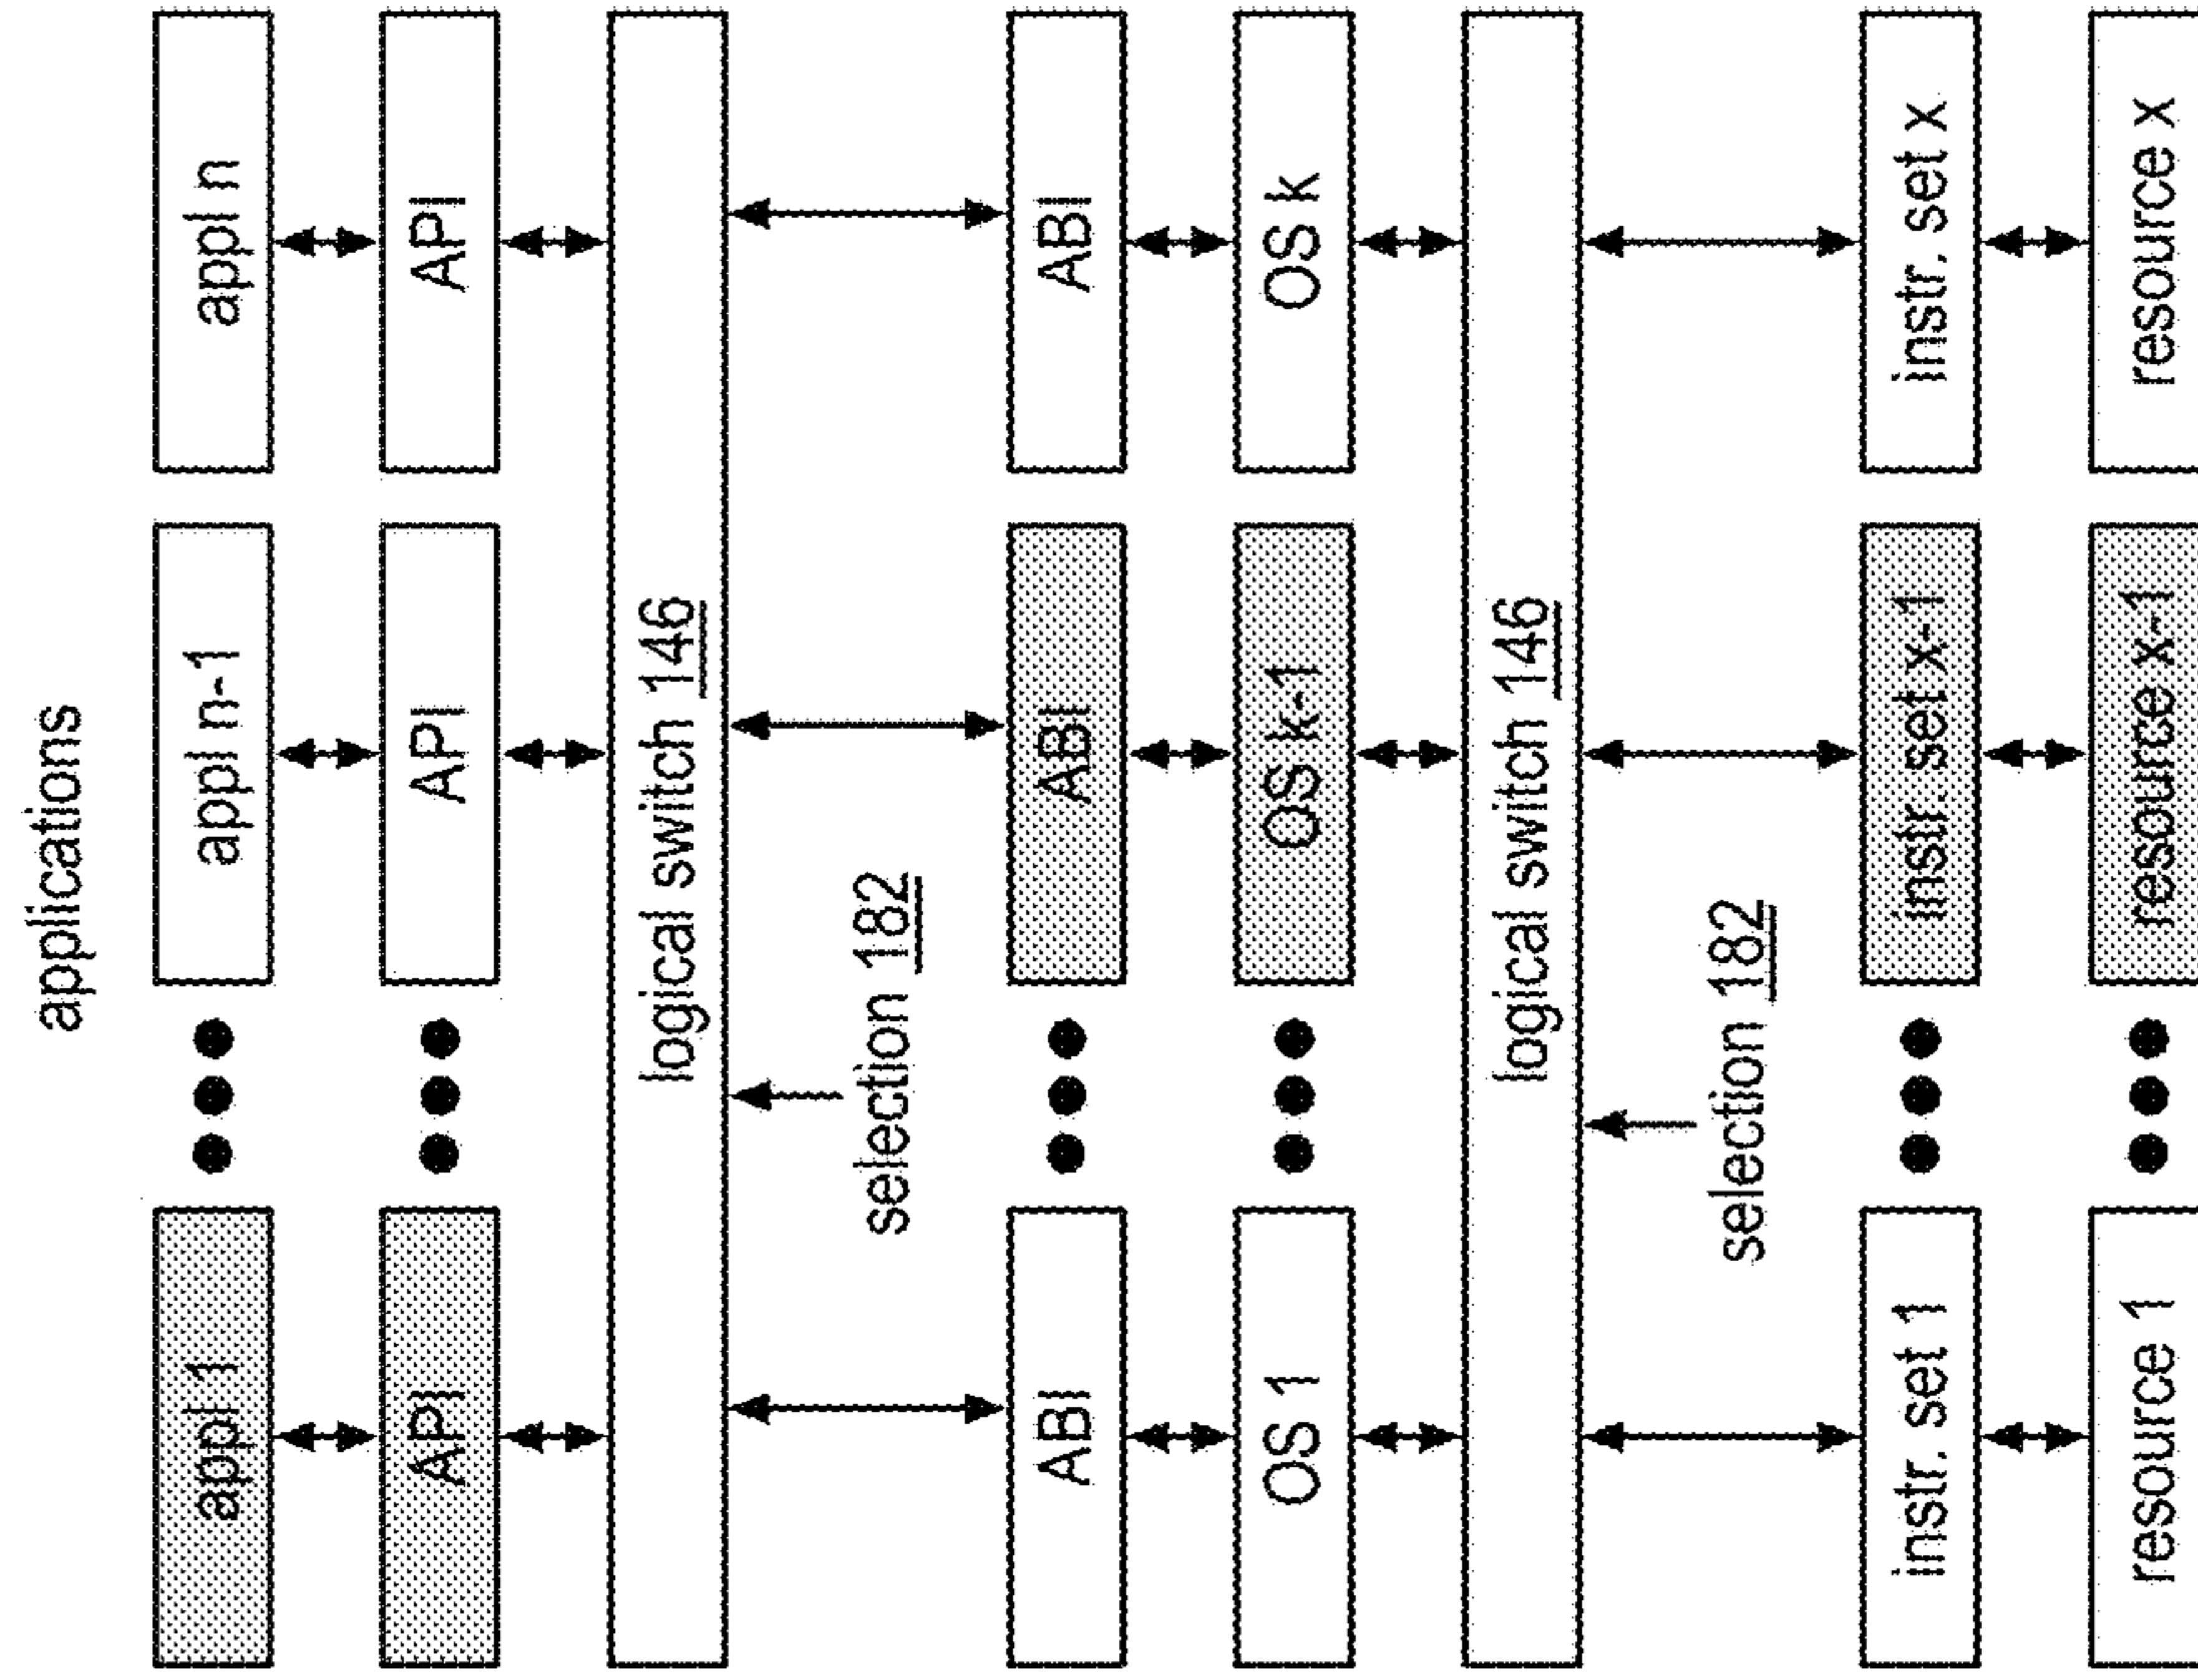 applications
appl 1
appl n-1
appl n
API
API
API
logical switch 146
selection 182
ABI
ABI
ABI
OS 1
OS k-1
OS k
logical switch 146
selection 182
instr. set 1
instr. set x-1
instr. set x
resource 1
resource x-1
resource x